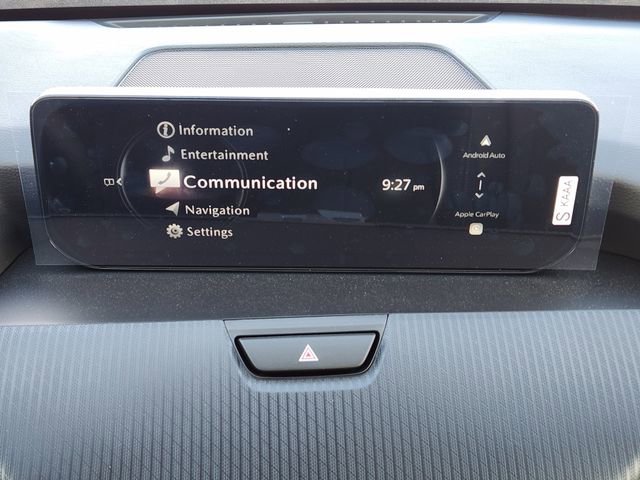 Information
Entertainment
Communication
9:27 pm
Navigation
Settings
Android Auto
Apple CarPlay
S KAAA